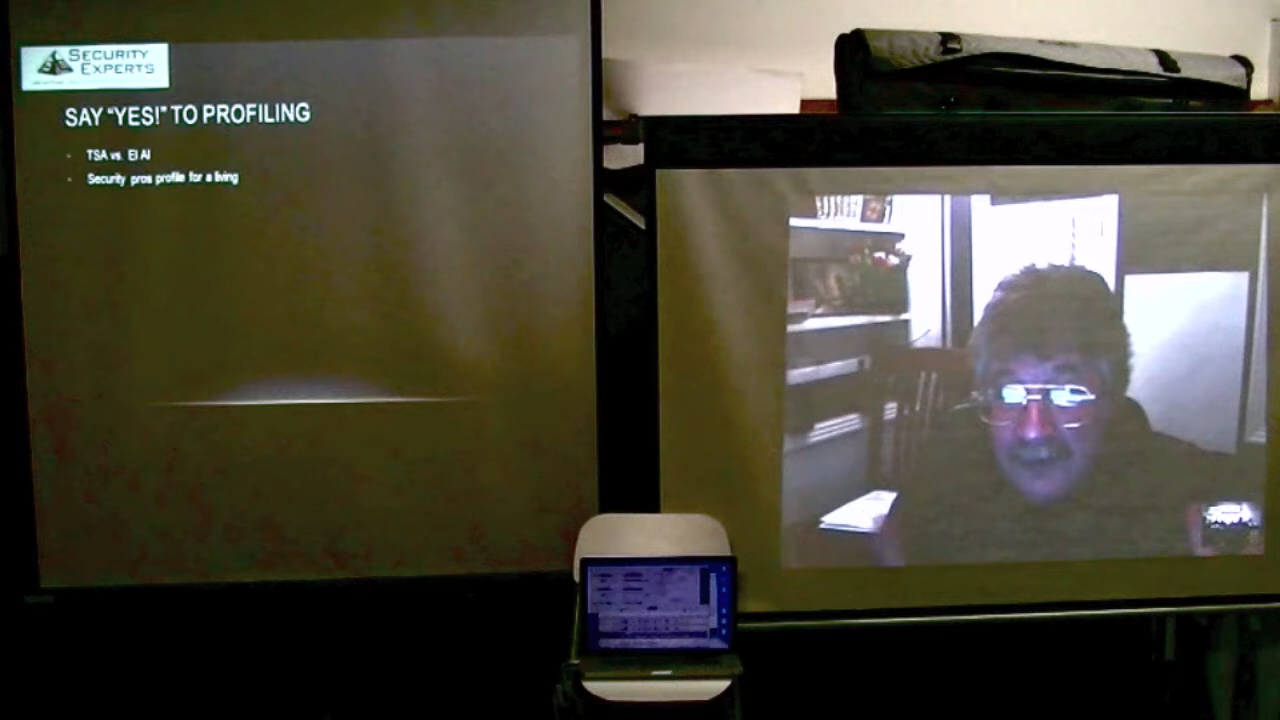 SECURITY
EXPERTS
SAY “YES!” TO PROFILING
· TSA vs. El Al
· Security pros profile for a living